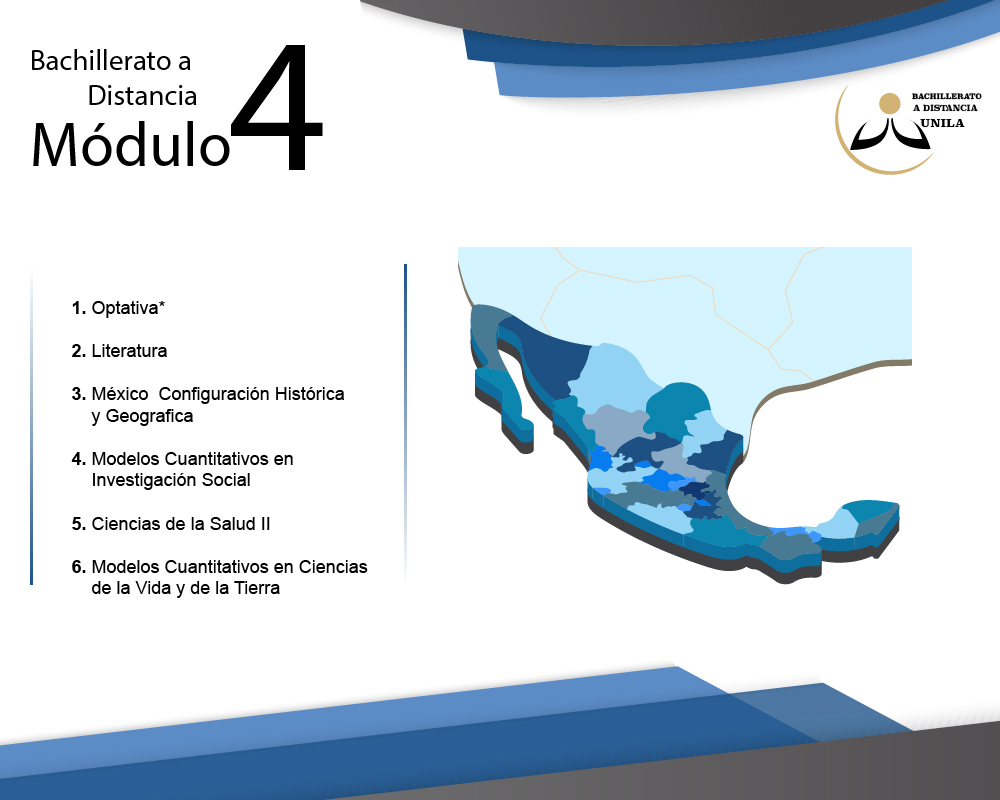 Bachillerato a
Distancia
Módulo 4
BACHILLERATO
A DISTANCIA
UNILA
1. Optativa*
2. Literatura
3. México Configuración Histórica
y Geografica
4. Modelos Cuantitativos en
Investigación Social
5. Ciencias de la Salud II
6. Modelos Cuantitativos en Ciencias
de la Vida y de la Tierra